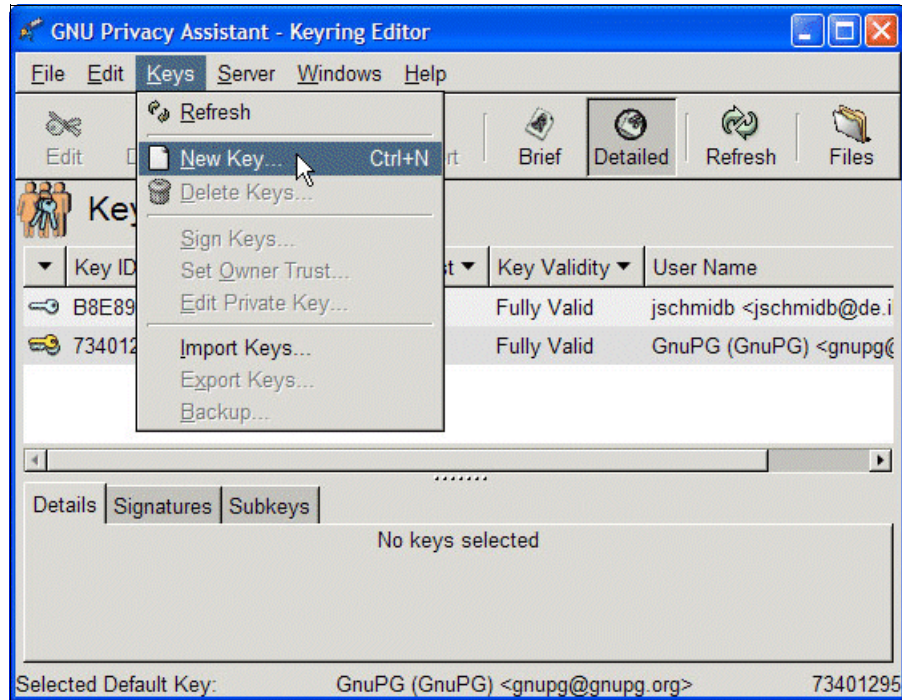 GNU Privacy Assistant - Keyring Editor
File Edit Keys Server Windows Help
Refresh
New Key... Ctrl+N
Delete Keys...
Sign Keys...
Set Owner Trust...
Edit Private Key...
Import Keys...
Export Keys...
Backup...
Edit Brief Detailed Refresh Files
Key ID Key Validity User Name
B8E89 Fully Valid jschmidb <jschmidb@de.i
734012 Fully Valid GnuPG (GnuPG) <gnupg@
Details Signatures Subkeys
No keys selected
Selected Default Key: GnuPG (GnuPG) <gnupg@gnupg.org> 73401295